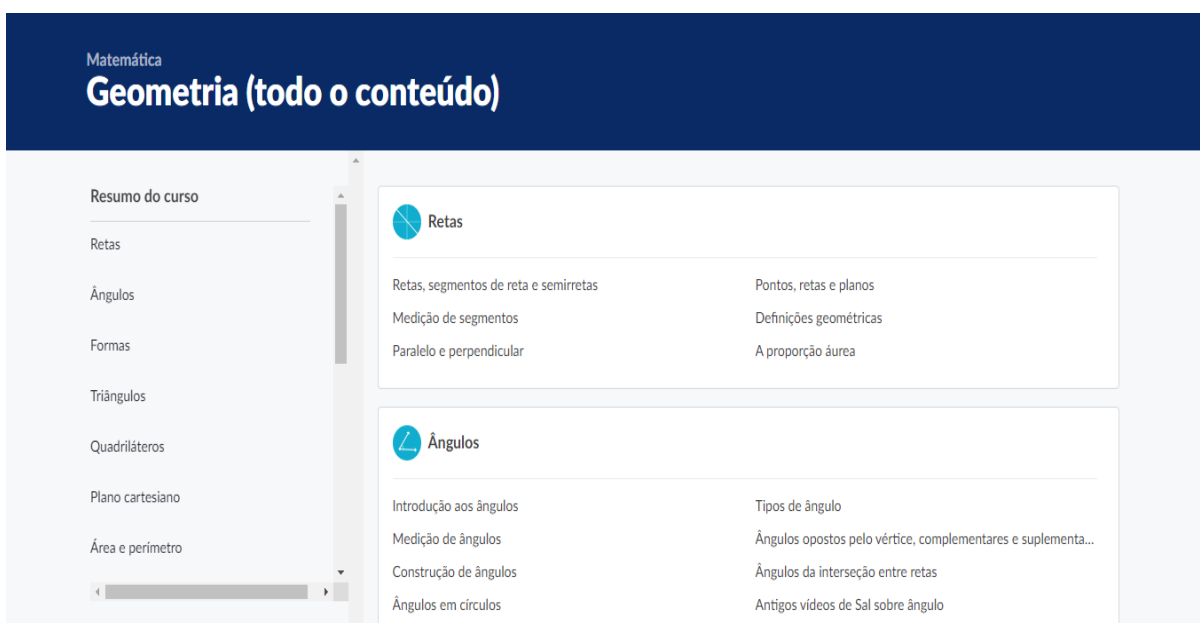 Matemática
Geometria (todo o conteúdo)
Resumo do curso
Retas
Ângulos
Formas
Triângulos
Quadriláteros
Plano cartesiano
Área e perímetro
Retas
Retas, segmentos de reta e semirretas
Pontos, retas e planos
Medição de segmentos
Definições geométricas
Paralelo e perpendicular
A proporção áurea
Ângulos
Introdução aos ângulos
Tipos de ângulo
Medição de ângulos
Ângulos opostos pelo vértice, complementares e suplementa...
Construção de ângulos
Ângulos da interseção entre retas
Ângulos em círculos
Antigos vídeos de Sal sobre ângulo